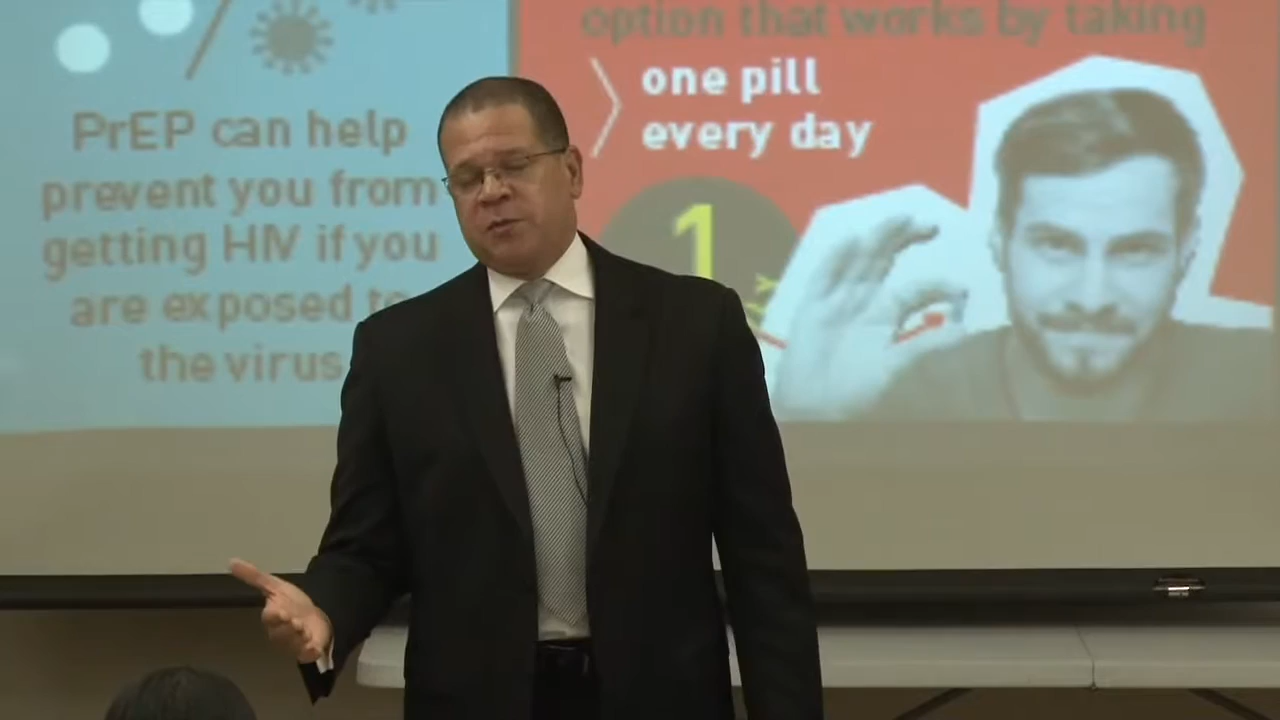 PrEP can help
prevent you from
getting HIV if you
are exposed to
the virus
option that works by taking
one pill
every day
1